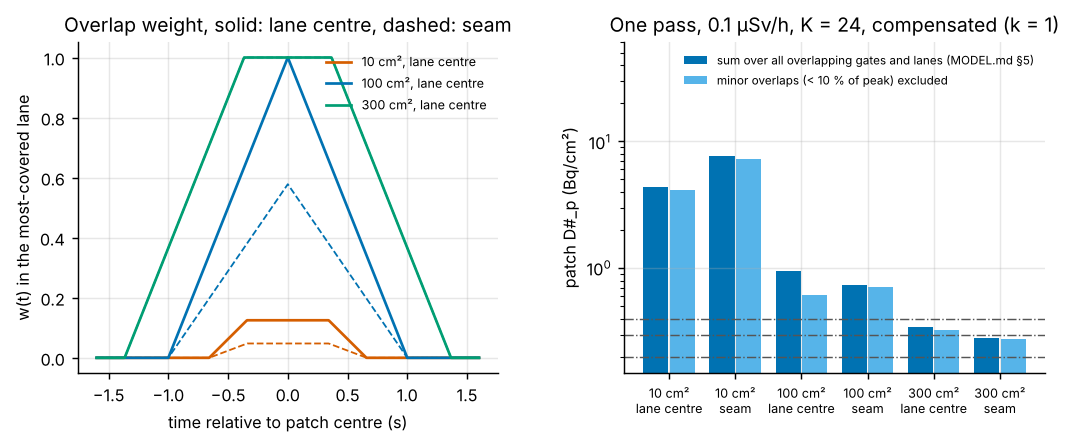 Overlap weight, solid: lane centre, dashed: seam
w(t) in the most-covered lane
1.0
0.8
0.6
0.4
0.2
0.0
10 cm², lane centre
100 cm², lane centre
300 cm², lane centre
−1.5 −1.0 −0.5 0.0 0.5 1.0 1.5
time relative to patch centre (s)
One pass, 0.1 µSv/h, K = 24, compensated (k = 1)
patch D#_p (Bq/cm²)
10¹
10⁰
sum over all overlapping gates and lanes (MODEL.md §5)
minor overlaps (< 10 % of peak) excluded
10 cm² 10 cm² 100 cm² 100 cm² 300 cm² 300 cm²
lane centre seam lane centre seam lane centre seam